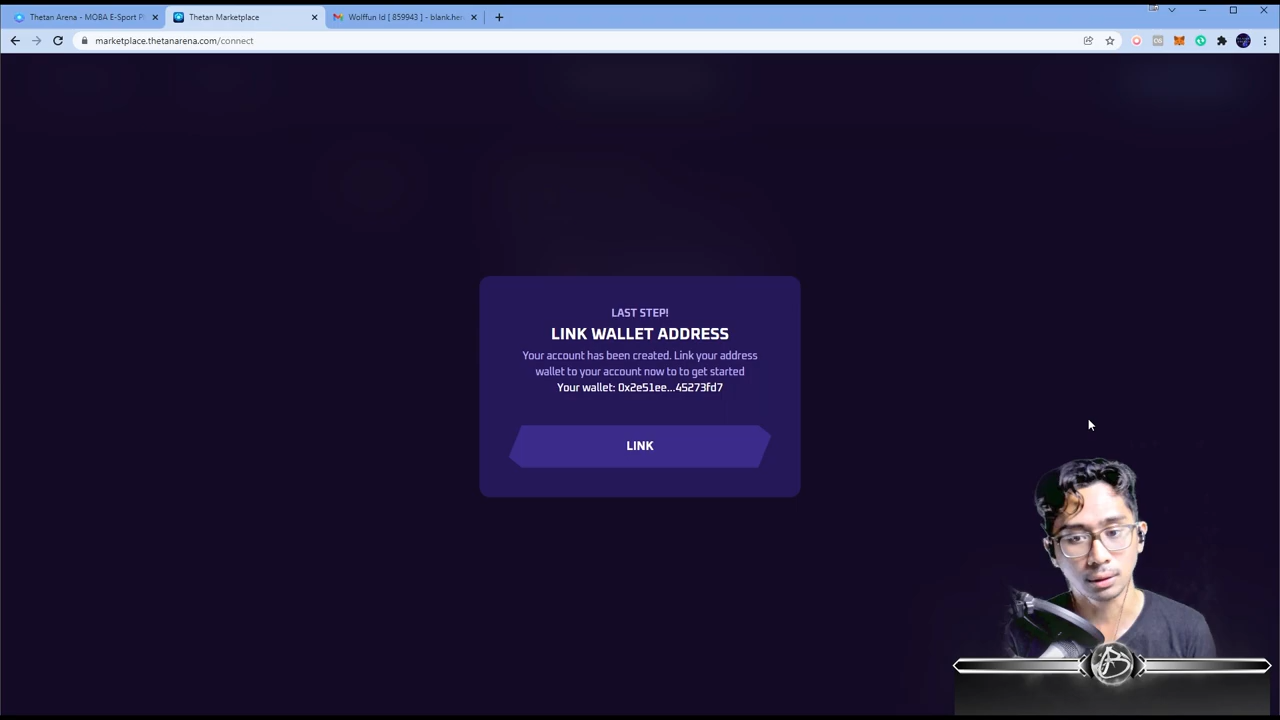 Thetan Arena - MOBA E-Sport Pl
Thetan Marketplace
Wolffun Id [ 859943 ] - blank.her
marketplace.thetanarena.com/connect
LAST STEP!
LINK WALLET ADDRESS
Your account has been created. Link your address
wallet to your account now to to get started
Your wallet: 0x2e51ee...45273fd7
LINK